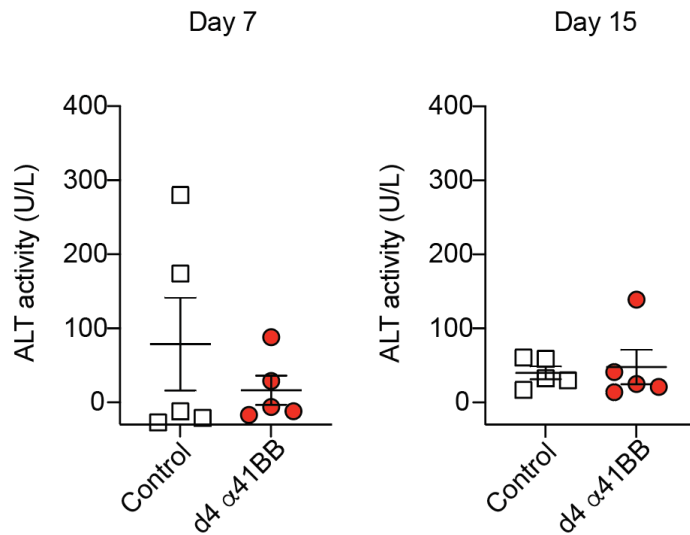 Day 7
ALT activity (U/L)
400
300
200
100
0
Control
d4 α41BB
Day 15
ALT activity (U/L)
400
300
200
100
0
Control
d4 α41BB